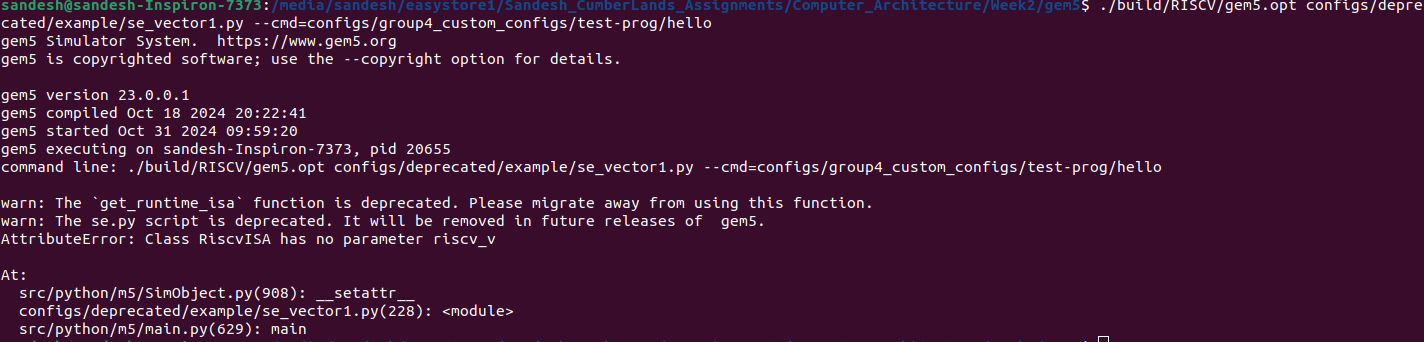 sandesh@sandesh-Inspiron-7373:/media/sandesh/easystore1/Sandesh_CumberLands_Assignments/Computer_Architecture/Week2/gem5$ ./build/RISCV/gem5.opt configs/depre
cated/example/se_vector1.py --cmd=configs/group4_custom_configs/test-prog/hello
gem5 Simulator System.  https://www.gem5.org
gem5 is copyrighted software; use the --copyright option for details.

gem5 version 23.0.0.1
gem5 compiled Oct 18 2024 20:22:41
gem5 started Oct 31 2024 09:59:20
gem5 executing on sandesh-Inspiron-7373, pid 20655
command line: ./build/RISCV/gem5.opt configs/deprecated/example/se_vector1.py --cmd=configs/group4_custom_configs/test-prog/hello

warn: The `get_runtime_isa` function is deprecated. Please migrate away from using this function.
warn: The se.py script is deprecated. It will be removed in future releases of  gem5.
AttributeError: Class RiscvISA has no parameter riscv_v

At:
  src/python/m5/SimObject.py(908): __setattr__
  configs/deprecated/example/se_vector1.py(228): <module>
  src/python/m5/main.py(629): main